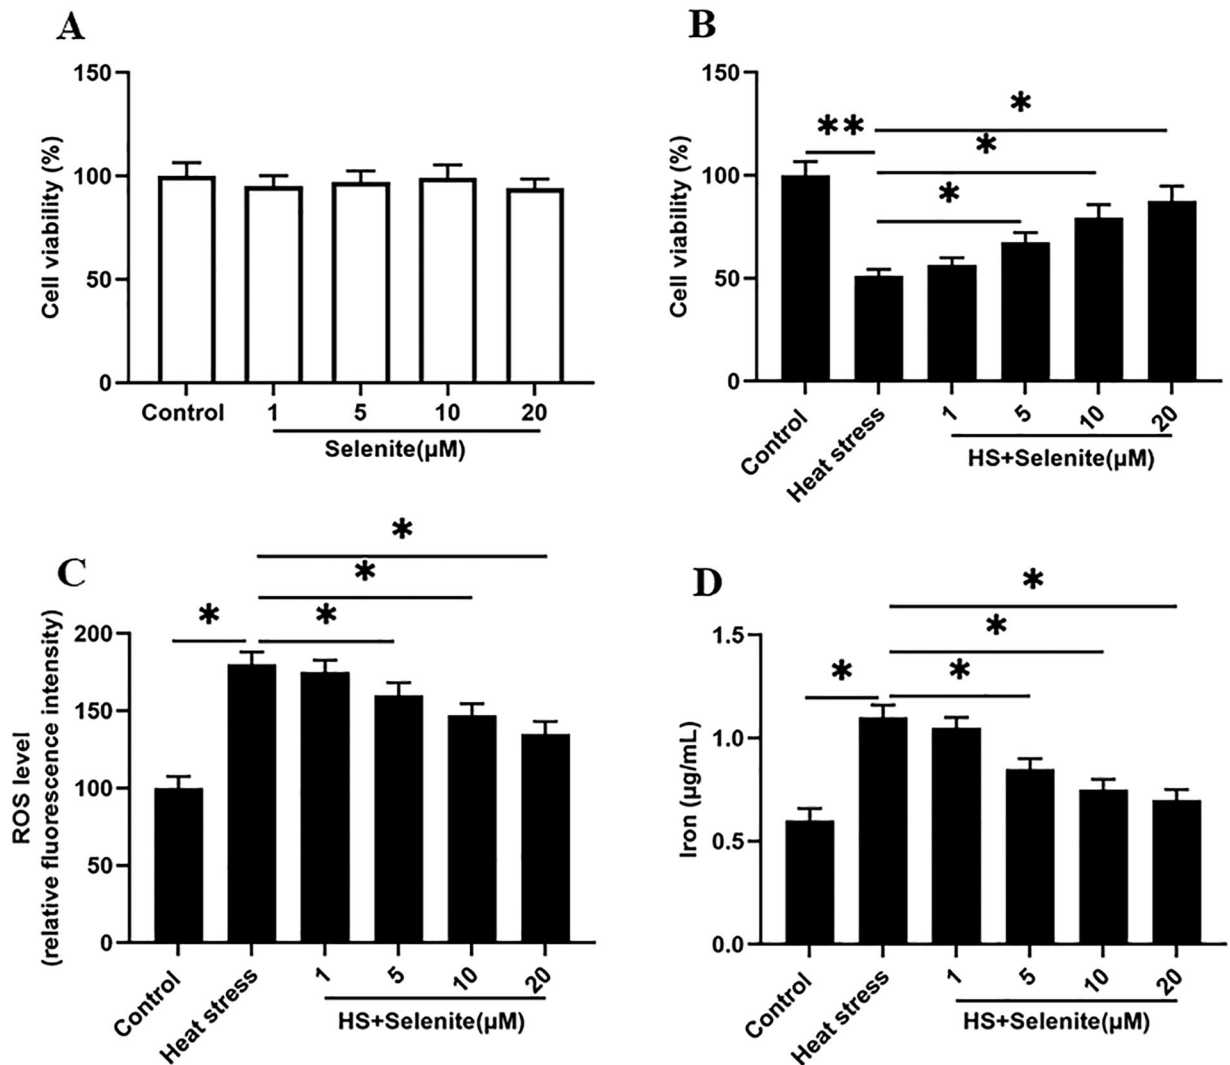 A
150
100
50
0
Cell viability (%)
Control
1
5
10
20
Selenite(μM)
B
150
100
50
0
Cell viability (%)
**
*
*
*
Control
Heat stress
1
5
10
20
HS+Selenite(μM)
C
200
150
100
50
0
ROS level
(relative fluorescence intensity)
*
*
*
*
Control
Heat stress
1
5
10
20
HS+Selenite(μM)
D
1.5
1.0
0.5
0.0
Iron (μg/mL)
*
*
*
*
Control
Heat stress
1
5
10
20
HS+Selenite(μM)